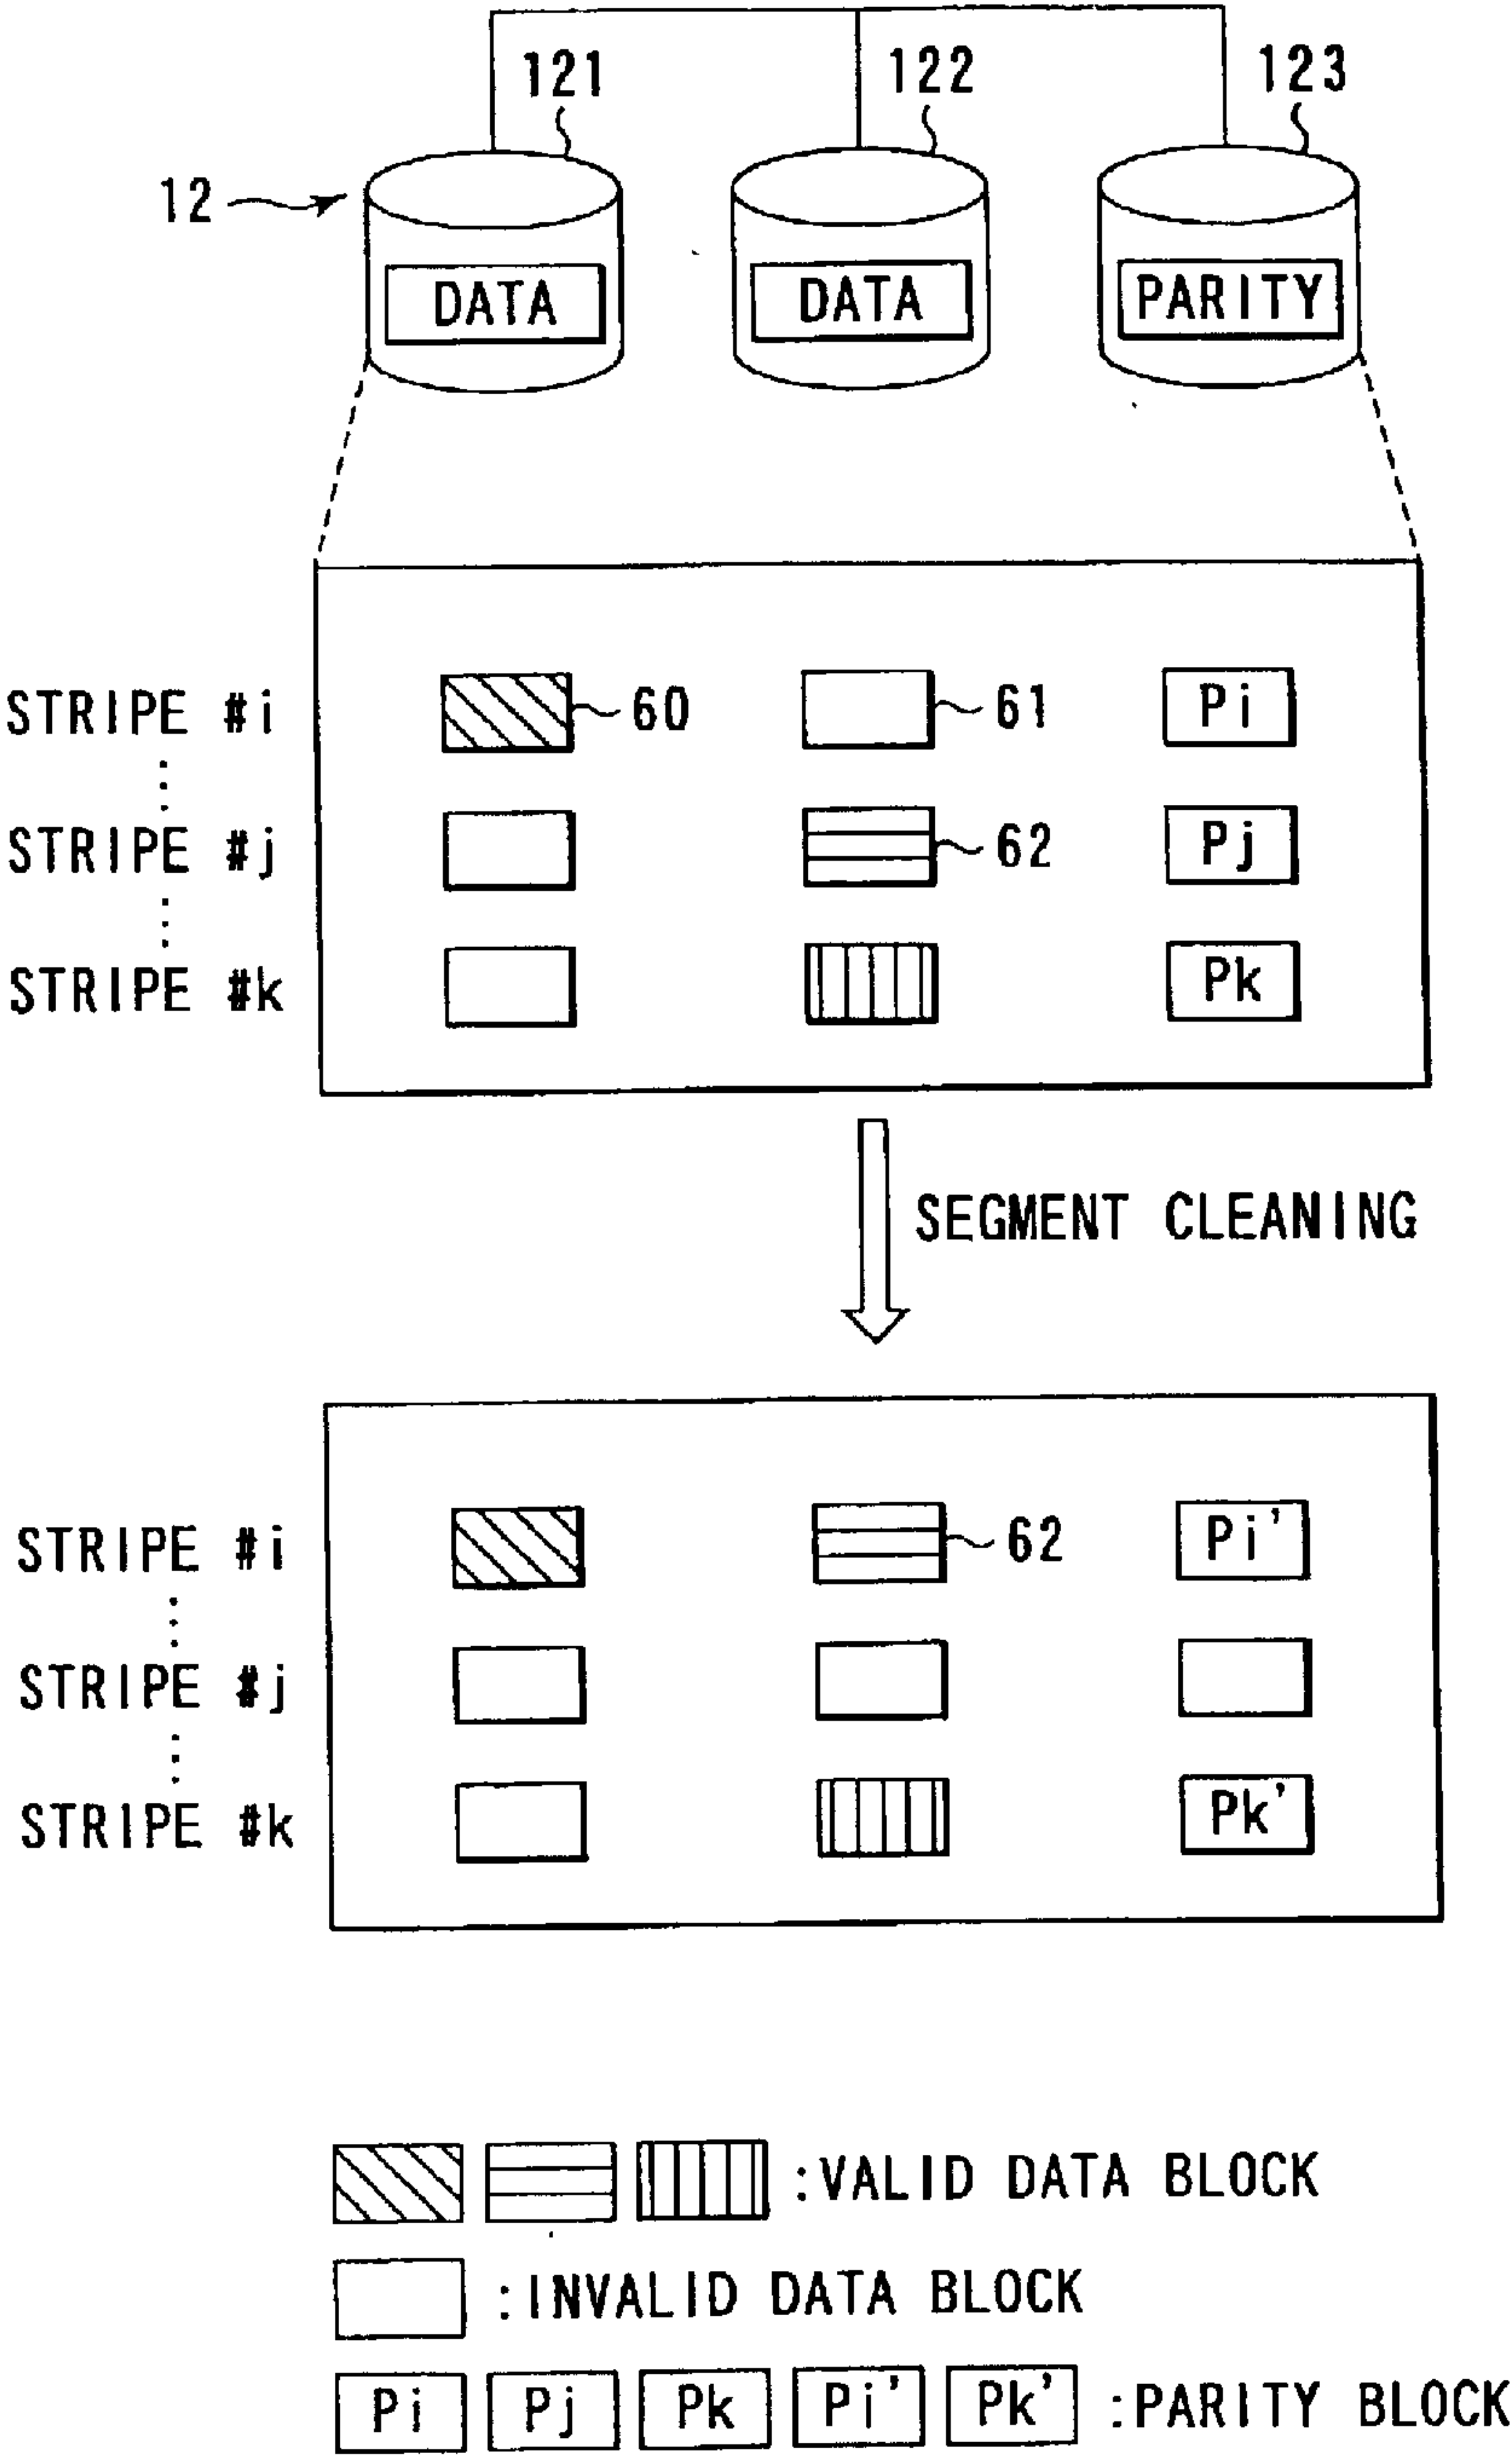 121 122 123
12
DATA DATA PARITY
STRIPE #i 60 61 Pi
STRIPE #j 62 Pj
STRIPE #k Pk
SEGMENT CLEANING
STRIPE #i 62 Pi'
STRIPE #j
STRIPE #k Pk'
:VALID DATA BLOCK
:INVALID DATA BLOCK
Pi Pj Pk Pi' Pk' :PARITY BLOCK